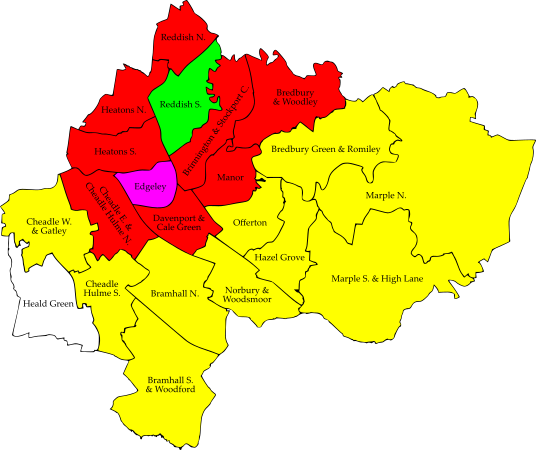 Reddish N.
Reddish S.
Heatons N.
Bredbury
& Woodley
Brinnington & Stockport C.
Heatons S.
Bredbury Green & Romiley
Manor
Edgeley
Marple N.
Cheadle E. &
Cheadle Hulme N.
Davenport &
Cale Green
Offerton
Cheadle W.
& Gatley
Hazel Grove
Marple S. & High Lane
Cheadle
Hulme S.
Bramhall N.
Norbury &
Woodsmoor
Heald Green
Bramhall S.
& Woodford